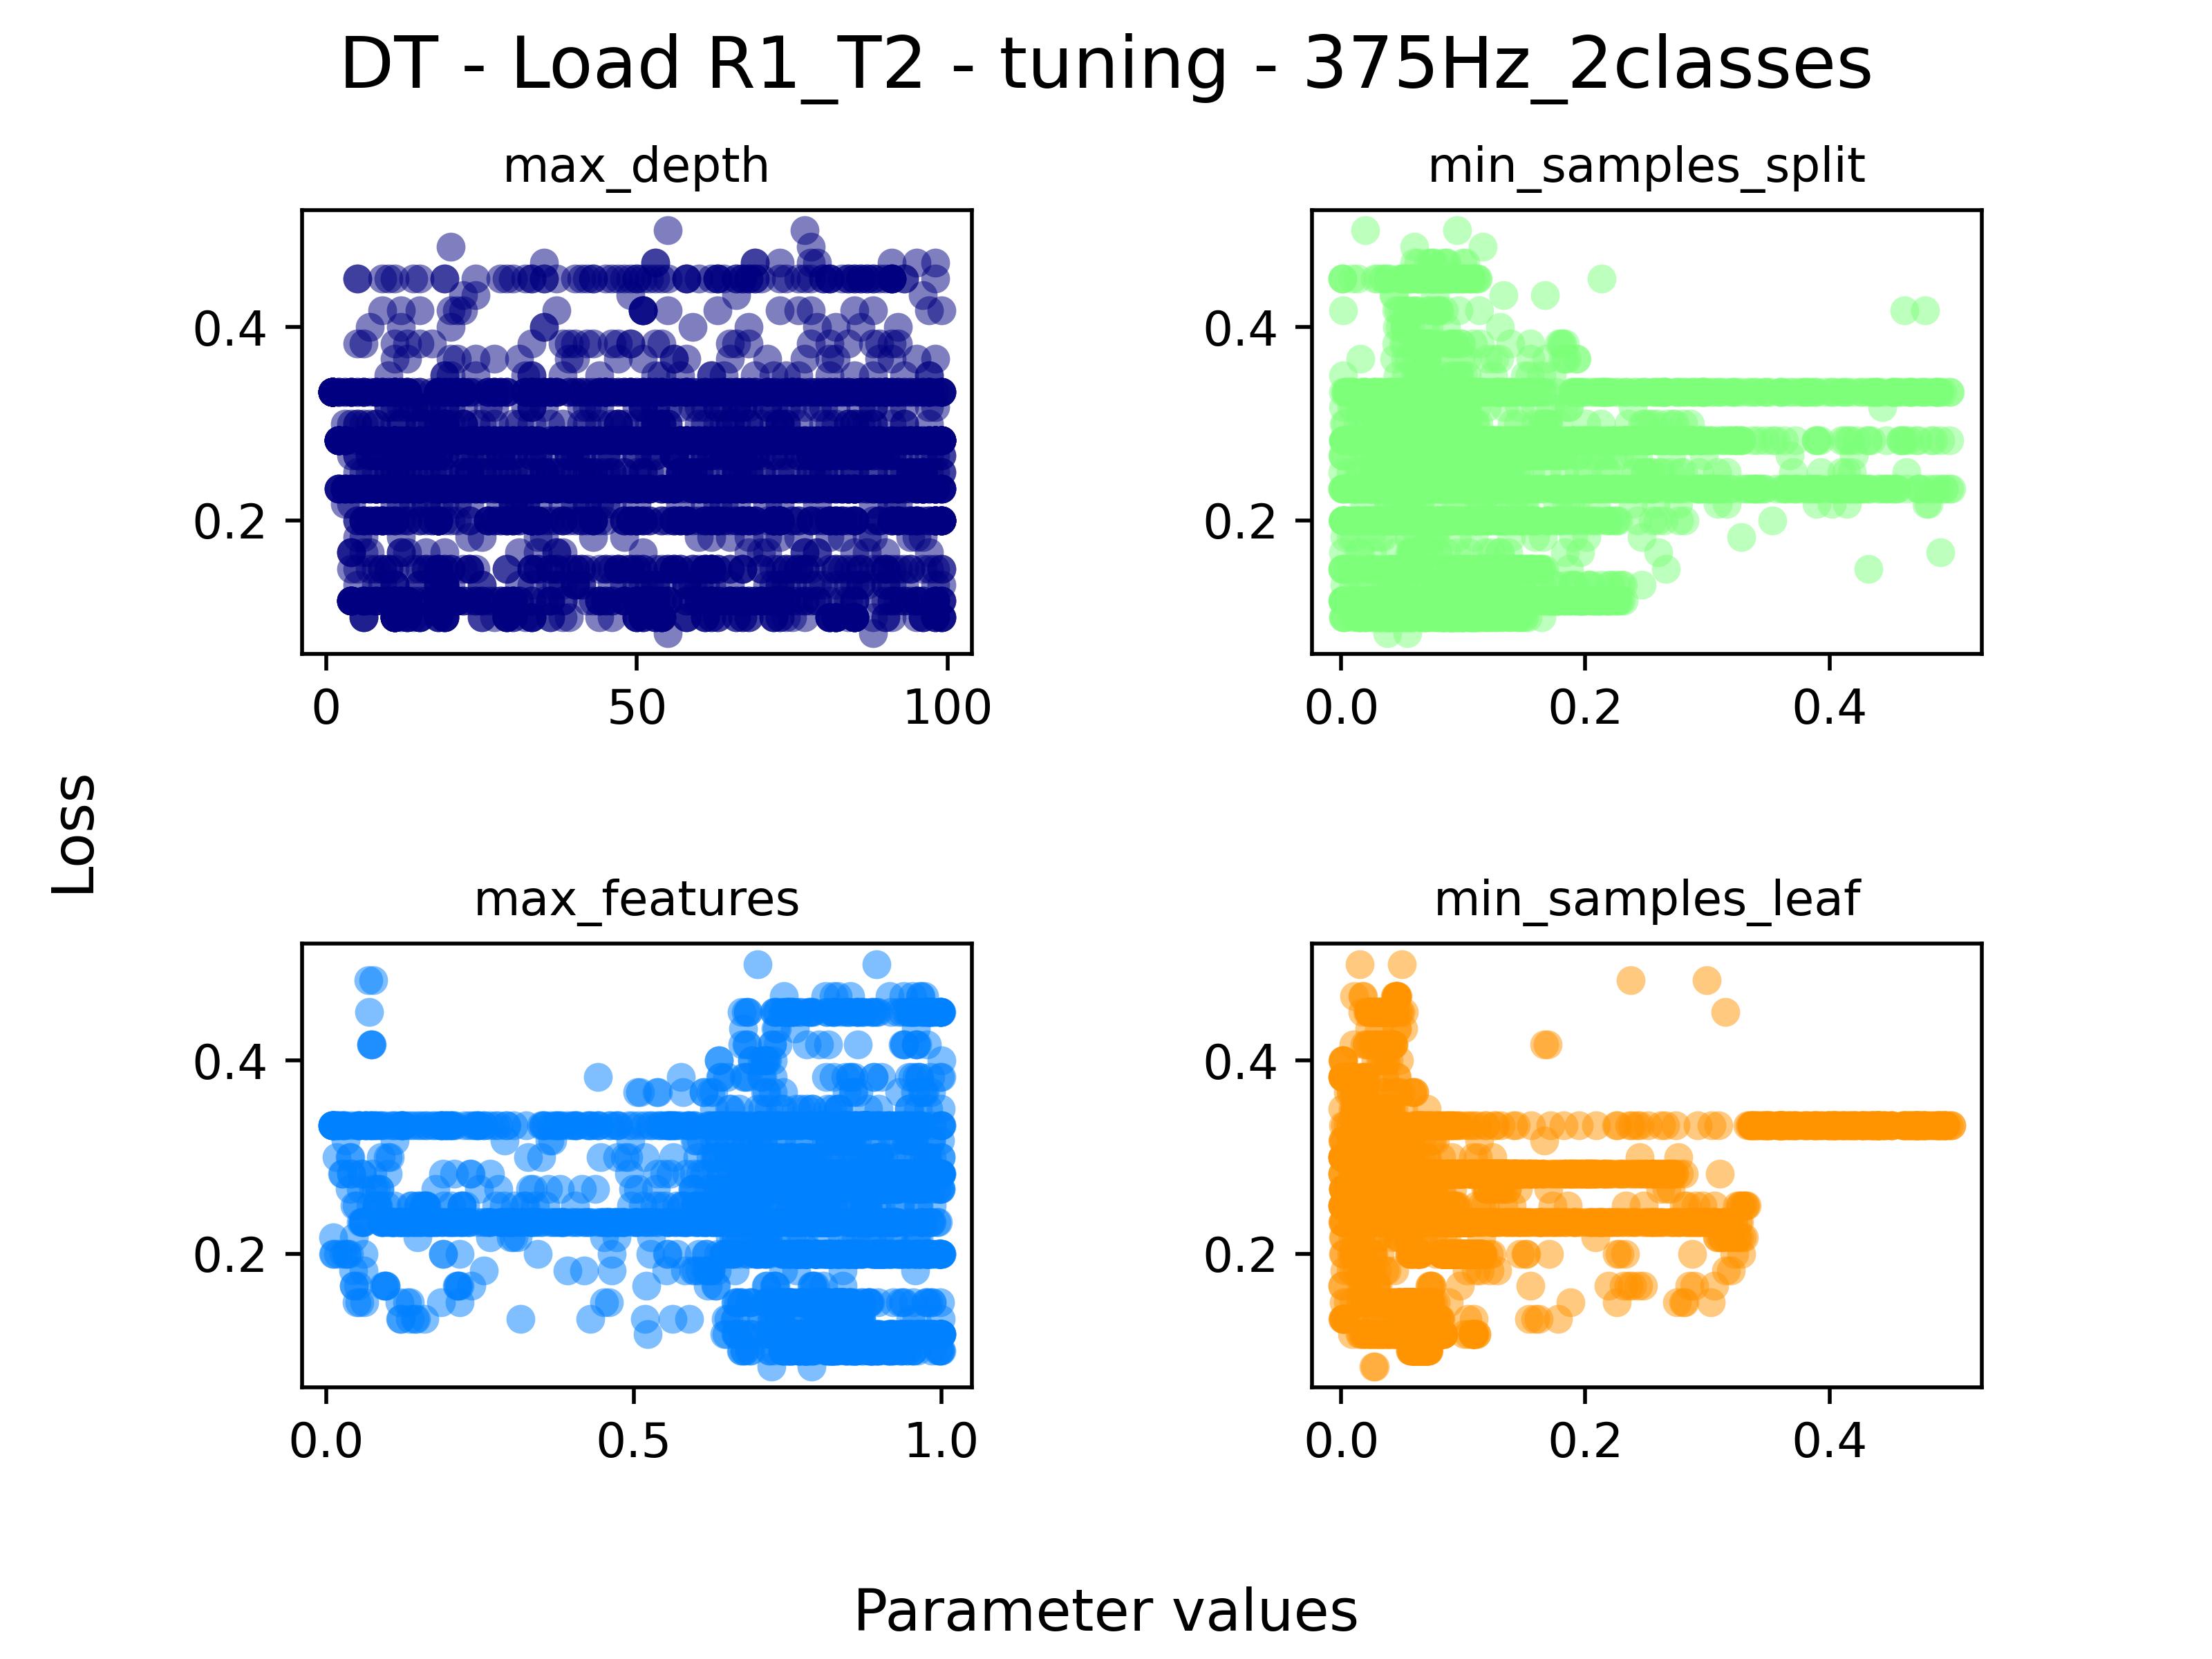 DT - Load R1_T2 - tuning - 375Hz_2classes
max_depth
min_samples_split
0.4
0.2
0 50 100
0.4
0.2
0.0 0.2 0.4
Loss
max_features
min_samples_leaf
0.4
0.2
0.0 0.5 1.0
0.4
0.2
0.0 0.2 0.4
Parameter values